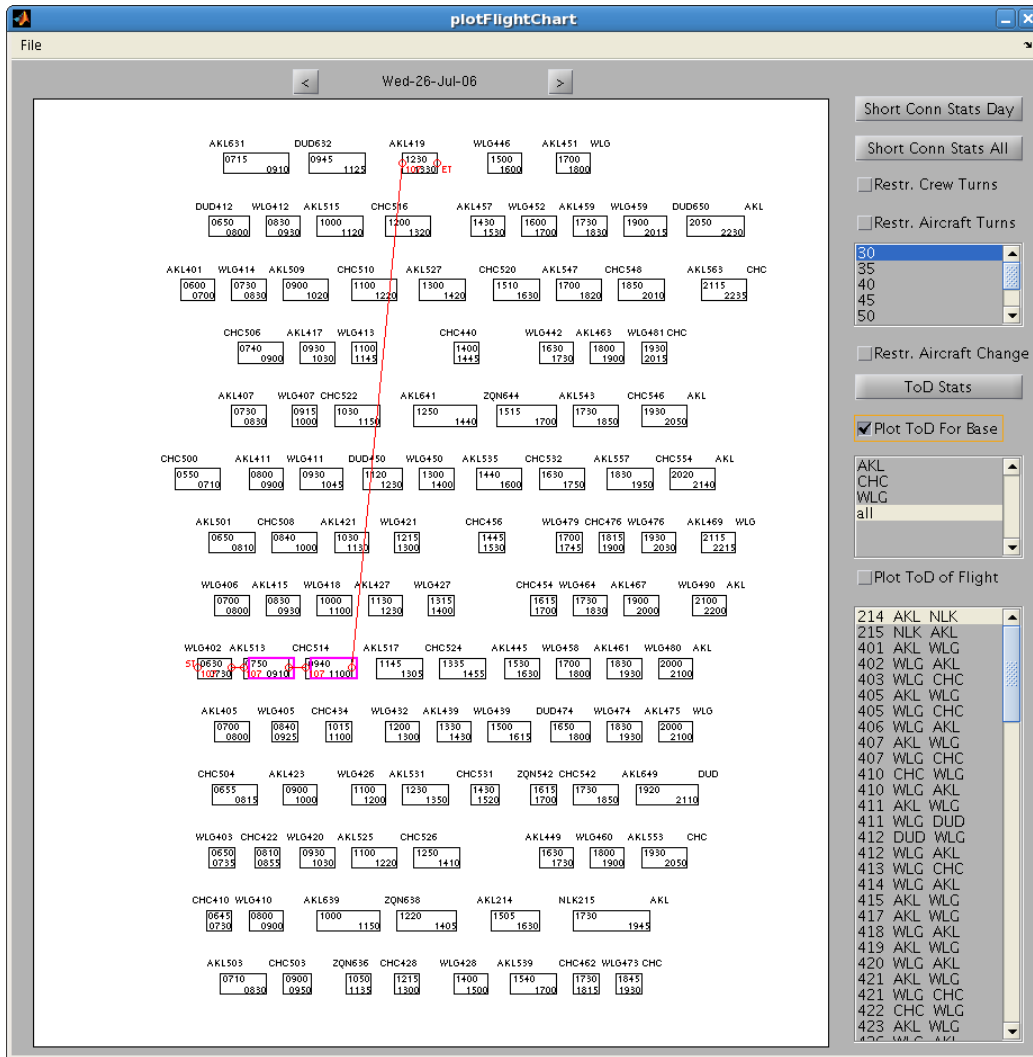 plotFlightChart
File
< Wed-26-Jul-06 >
Short Conn Stats Day
Short Conn Stats All
Restr. Crew Turns
Restr. Aircraft Turns
30
35
40
45
50
Restr. Aircraft Change
ToD Stats
Plot ToD For Base
AKL
CHC
WLG
all
Plot ToD of Flight
214 AKL NLK
215 NLK AKL
401 AKL WLG
402 WLG AKL
403 WLG CHC
405 AKL WLG
405 WLG CHC
406 WLG AKL
407 AKL WLG
407 WLG CHC
410 CHC WLG
410 WLG AKL
411 AKL WLG
411 WLG DUD
412 DUD WLG
412 WLG AKL
413 WLG CHC
414 WLG AKL
415 AKL WLG
417 AKL WLG
418 WLG AKL
419 AKL WLG
420 WLG AKL
421 AKL WLG
421 WLG CHC
422 CHC WLG
423 AKL WLG
AKL631 DUD632 AKL419 WLG446 AKL451 WLG
0715 0945 1230 1500 1700
0910 1125 1330 ET 1600 1800
DUD412 WLG412 AKL515 CHC516 AKL457 WLG452 AKL459 WLG459 DUD650 AKL
0650 0830 1000 1200 1430 1600 1730 1900 2050
0800 0930 1120 1320 1530 1700 1830 2015 2230
AKL401 WLG414 AKL509 CHC510 AKL527 CHC520 AKL547 CHC548 AKL563 CHC
0600 0730 0900 1100 1300 1510 1700 1850 2115
0700 0830 1020 1220 1420 1630 1820 2010 2235
CHC506 AKL417 WLG413 CHC440 WLG442 AKL463 WLG481 CHC
0740 0930 1100 1400 1630 1800 1930
0900 1030 1145 1445 1730 1900 2015
AKL407 WLG407 CHC522 AKL641 ZQN644 AKL543 CHC546 AKL
0730 0915 1030 1250 1515 1730 1930
0830 1000 1150 1440 1700 1850 2050
CHC500 AKL411 WLG411 DUD450 WLG450 AKL535 CHC532 AKL557 CHC554 AKL
0550 0800 0930 1120 1300 1440 1630 1830 2020
0710 0900 1045 1230 1400 1600 1750 1950 2140
AKL501 CHC508 AKL421 WLG421 CHC456 WLG479 CHC476 WLG476 AKL469 WLG
0650 0840 1030 1215 1445 1700 1815 1930 2115
0810 1000 1130 1300 1530 1745 1900 2030 2215
WLG406 AKL415 WLG418 AKL427 WLG427 CHC454 WLG464 AKL467 WLG490 AKL
0700 0830 1000 1130 1315 1615 1730 1900 2100
0800 0930 1100 1230 1400 1700 1830 2000 2200
WLG402 AKL513 CHC514 AKL517 CHC524 AKL445 WLG458 AKL461 WLG480 AKL
ST 0630 750 0940 1145 1335 1530 1700 1830 2000
107 0730 107 0910 107 1100 1305 1455 1630 1800 1930 2100
AKL405 WLG405 CHC434 WLG432 AKL439 WLG439 DUD474 WLG474 AKL475 WLG
0700 0840 1015 1200 1330 1500 1650 1830 2000
0800 0925 1100 1300 1430 1615 1800 1930 2100
CHC504 AKL423 WLG426 AKL531 CHC531 ZQN542 CHC542 AKL649 DUD
0655 0900 1100 1230 1430 1615 1730 1920
0815 1000 1200 1350 1520 1700 1850 2110
WLG403 CHC422 WLG420 AKL525 CHC526 AKL449 WLG460 AKL553 CHC
0650 0810 0930 1100 1250 1630 1800 1930
0735 0855 1030 1220 1410 1730 1900 2050
CHC410 WLG410 AKL639 ZQN638 AKL214 NLK215 AKL
0645 0800 1000 1220 1505 1730
0730 0900 1150 1405 1630 1945
AKL503 CHC503 ZQN636 CHC428 WLG428 AKL539 CHC462 WLG473 CHC
0710 0900 1050 1215 1400 1540 1730 1845
0830 0950 1135 1300 1500 1700 1815 1930